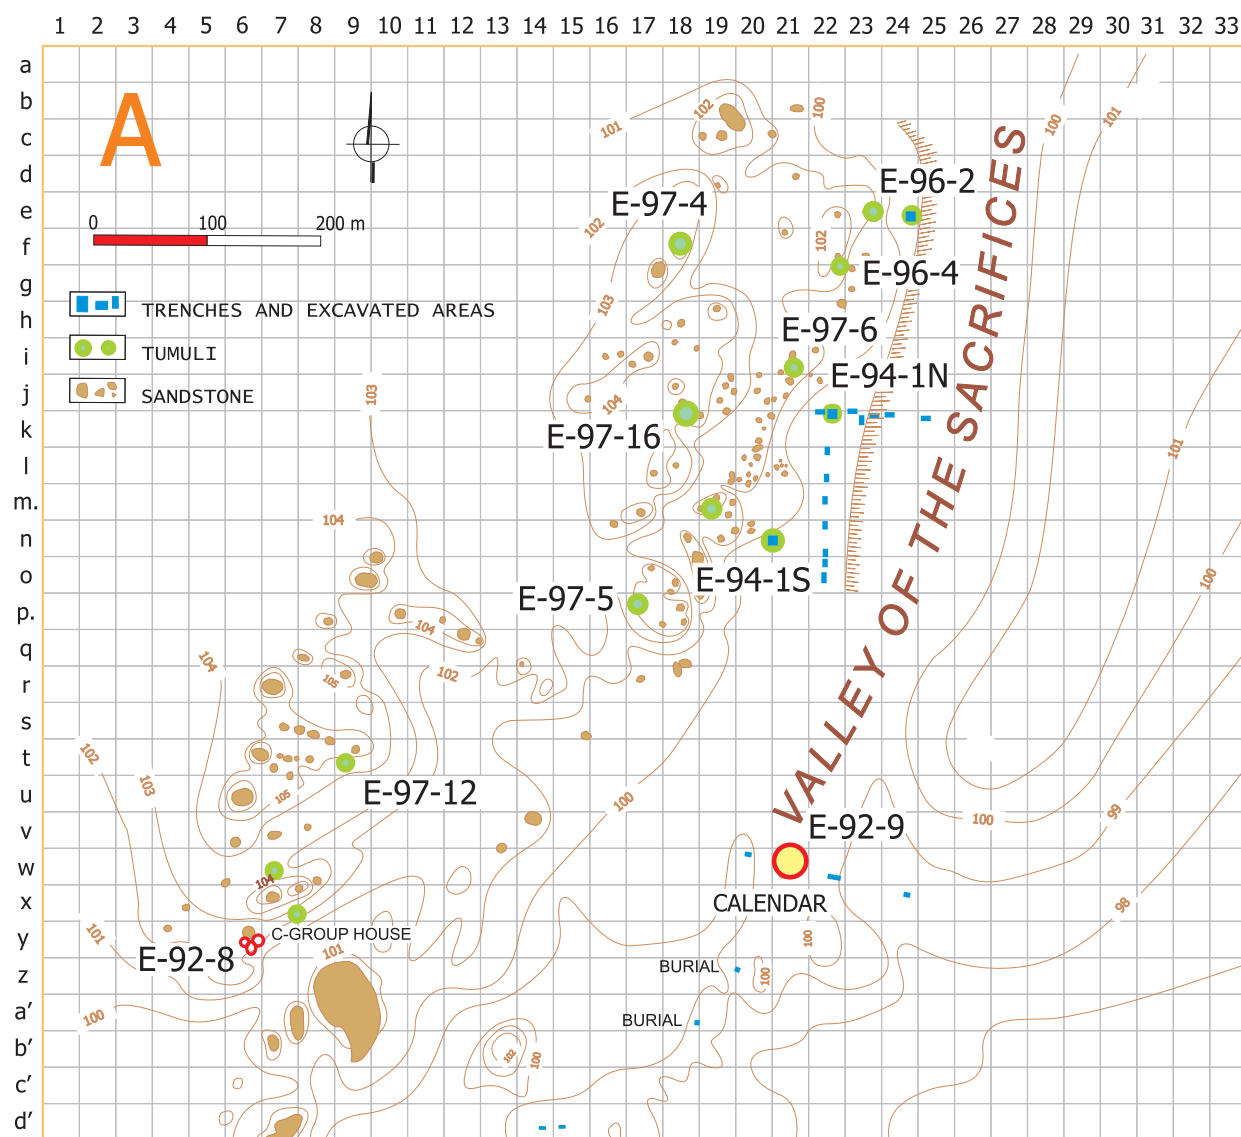 1 2 3 4 5 6 7 8 9 10 11 12 13 14 15 16 17 18 19 20 21 22 23 24 25 26 27 28 29 30 31 32 33
a
b
c
d
e
f
g
h
i
j
k
l
m.
n
o
p.
q
r
s
t
u
v
w
x
y
z
a′
b′
c′
d′
A
0 100 200 m
TRENCHES AND EXCAVATED AREAS
TUMULI
SANDSTONE
VALLEY OF THE SACRIFICES
E-96-2
E-97-4
E-96-4
E-97-6
E-94-1N
E-97-16
E-94-1S
E-97-5
E-97-12
E-92-9
CALENDAR
C-GROUP HOUSE
E-92-8
BURIAL
BURIAL
101
102
100
100
101
102
102
103
103
104
101
104
100
104
104
102
105
102
103
105
100
100
99
98
104
101
101
100
100
100
102
100